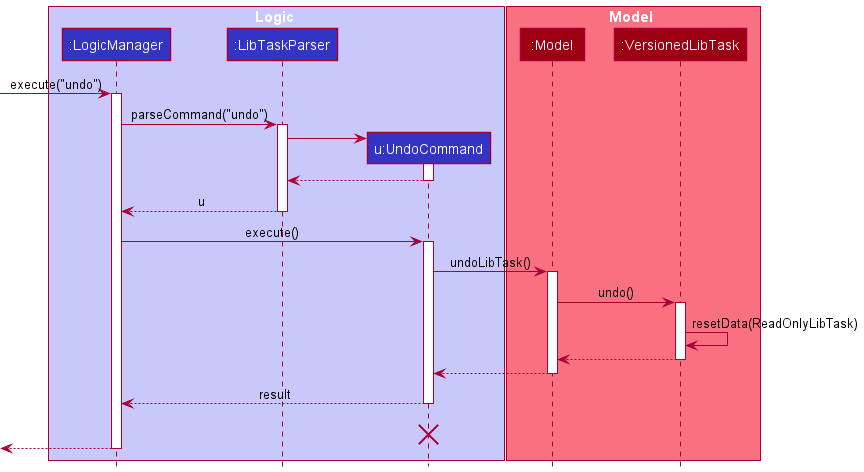 Logic
Model
:LogicManager
:LibTaskParser
:Model
:VersionedLibTask
execute("undo")
parseCommand("undo")
u:UndoCommand
u
execute()
undoLibTask()
undo()
resetData(ReadOnlyLibTask)
result